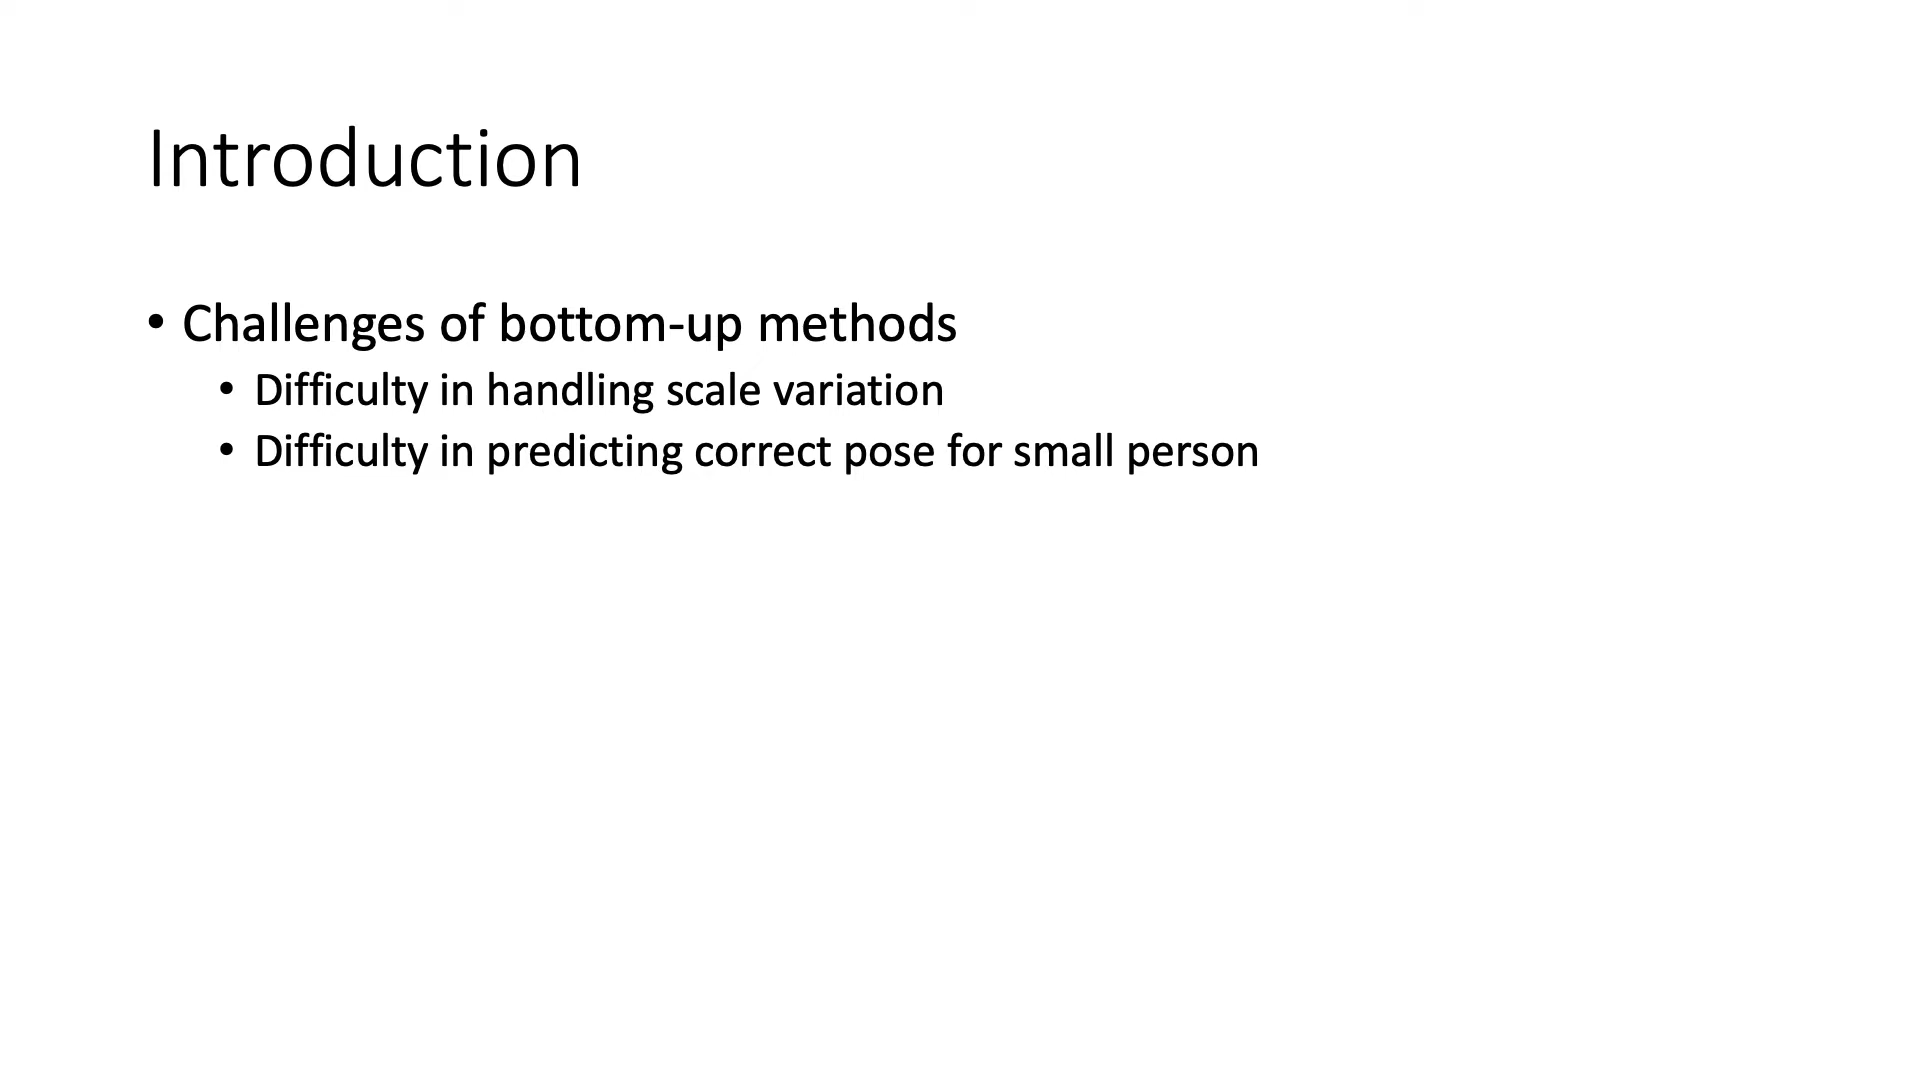 Introduction
• Challenges of bottom-up methods
• Difficulty in handling scale variation
• Difficulty in predicting correct pose for small person